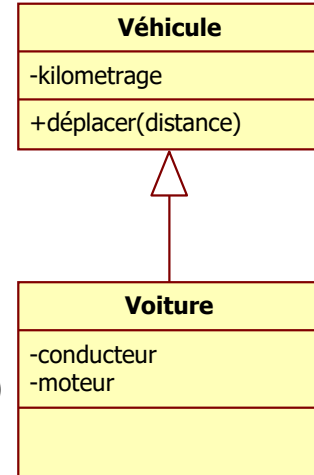 Véhicule
-kilometrage
+déplacer(distance)
Voiture
-conducteur
-moteur
)